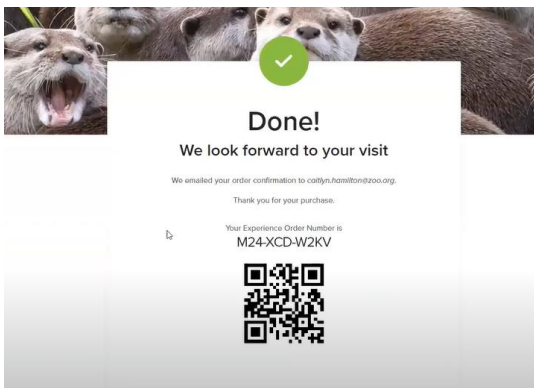 Done!
We look forward to your visit
We emailed your order confirmation to caitlyn.hamilton@zoo.org.
Thank you for your purchase.
Your Experience Order Number is
M24-XCD-W2KV